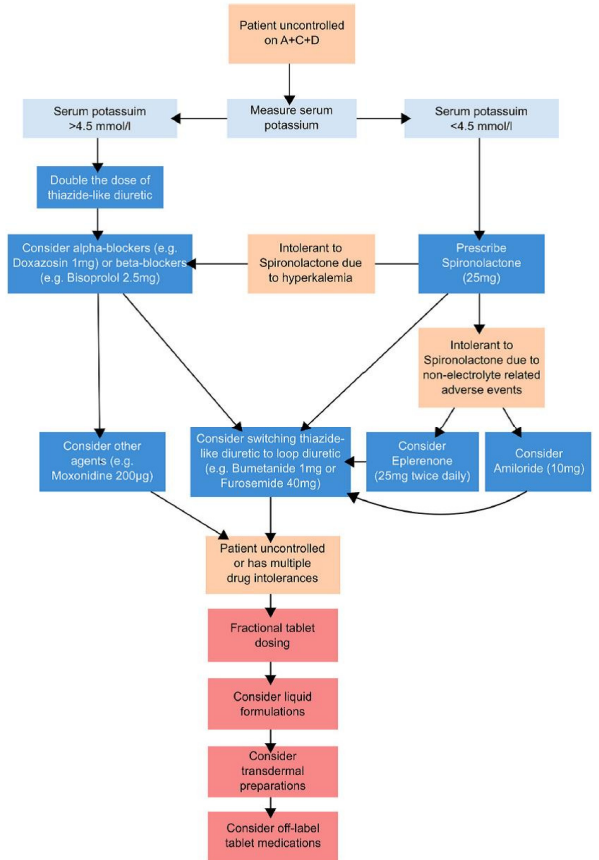 Patient uncontrolled
on A+C+D
Serum potassuim
>4.5 mmol/l
Measure serum
potassium
Serum potassuim
<4.5 mmol/l
Double the dose of
thiazide-like diuretic
Consider alpha-blockers (e.g.
Doxazosin 1mg) or beta-blockers
(e.g. Bisoprolol 2.5mg)
Intolerant to
Spironolactone due
to hyperkalemia
Prescribe
Spironolactone
(25mg)
Intolerant to
Spironolactone due to
non-electrolyte related
adverse events
Consider other
agents (e.g.
Moxonidine 200µg)
Consider switching thiazide-
like diuretic to loop diuretic
(e.g. Bumetanide 1mg or
Furosemide 40mg)
Consider
Eplerenone
(25mg twice daily)
Consider
Amiloride (10mg)
Patient uncontrolled
or has multiple
drug intolerances
Fractional tablet
dosing
Consider liquid
formulations
Consider
transdermal
preparations
Consider off-label
tablet medications